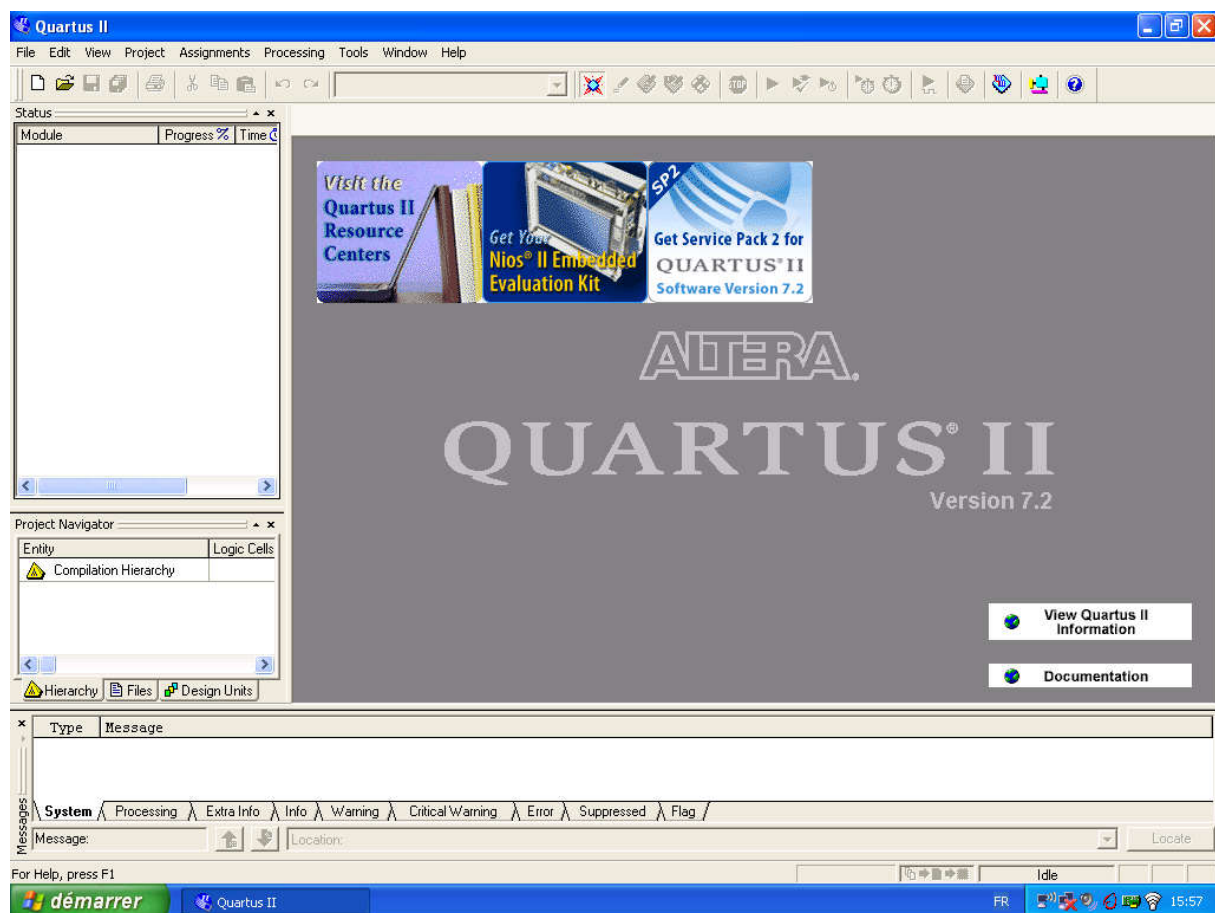 Quartus II
File Edit View Project Assignments Processing Tools Window Help
Status
Module Progress % Time
Visit the
Quartus II
Resource
Centers
Get Your
Nios® II Embedded
Evaluation Kit
SP2
Get Service Pack 2 for
QUARTUS® II
Software Version 7.2
ALTERA.
QUARTUS® II
Version 7.2
Project Navigator
Entity Logic Cells
Compilation Hierarchy
Hierarchy Files Design Units
View Quartus II
Information
Documentation
Type Message
System Processing Extra Info Info Warning Critical Warning Error Suppressed Flag
Messages
Message: Location: Locate
For Help, press F1 Idle
démarrer Quartus II FR 15:57